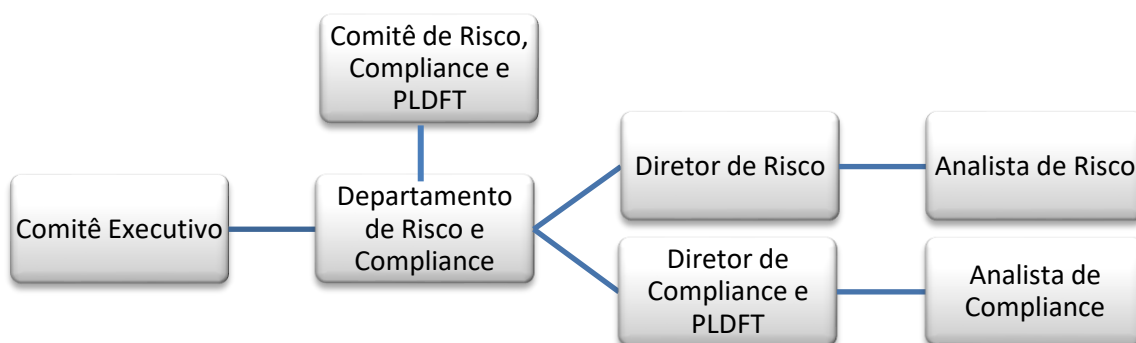 Comitê de Risco,
Compliance e
PLDFT
Comitê Executivo
Departamento
de Risco e
Compliance
Diretor de Risco
Analista de Risco
Diretor de
Compliance e
PLDFT
Analista de
Compliance